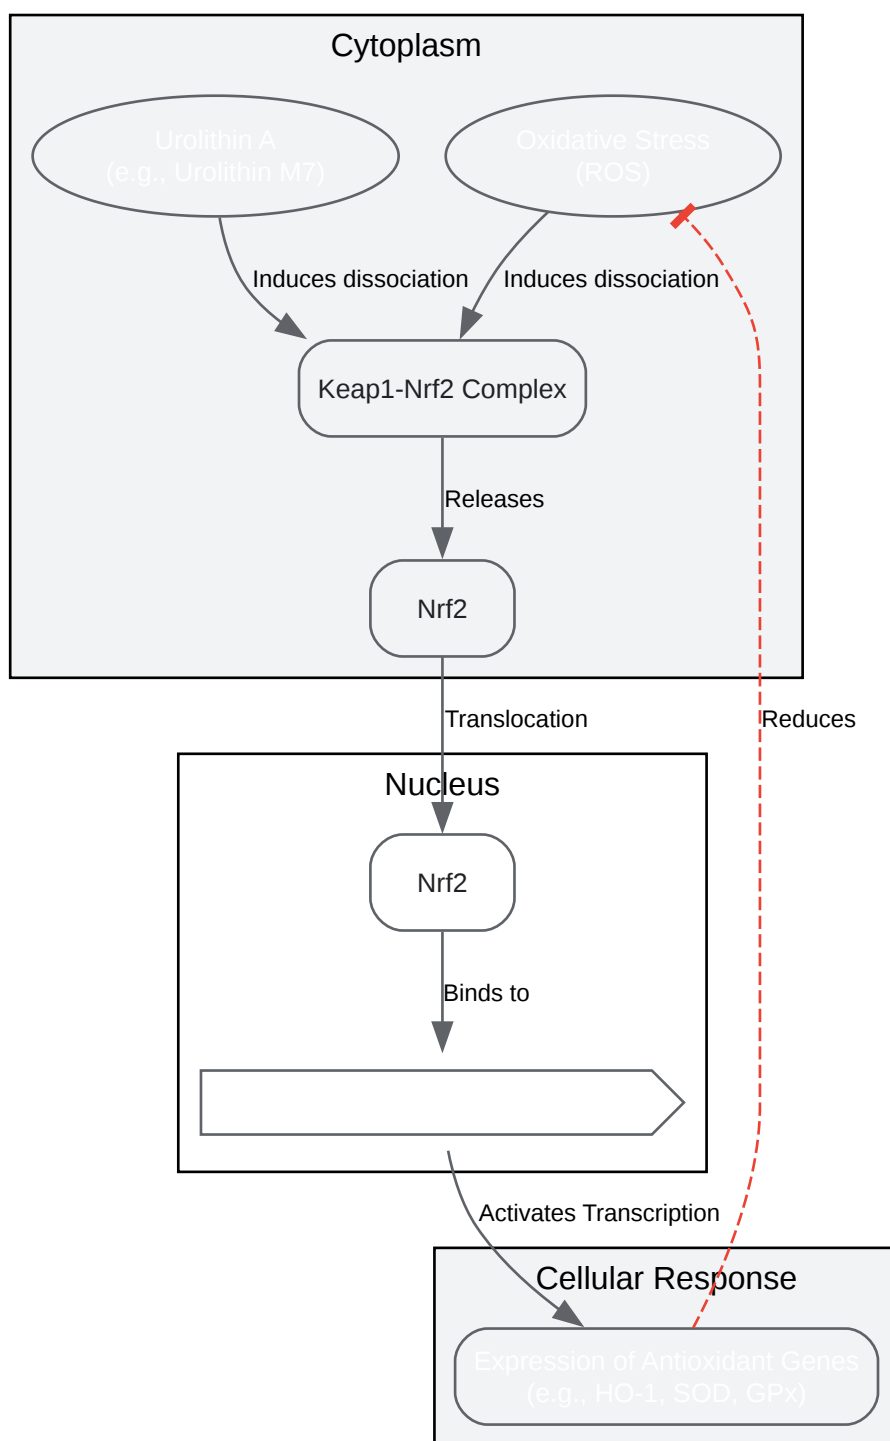 Cytoplasm
Urolithin A
(e.g., Urolithin M7)
Oxidative Stress
(ROS)
Induces dissociation
Induces dissociation
Keap1-Nrf2 Complex
Releases
Nrf2
Translocation
Reduces
Nucleus
Nrf2
Binds to
Activates Transcription
Cellular Response
Expression of Antioxidant Genes
(e.g., HO-1, SOD, GPx)